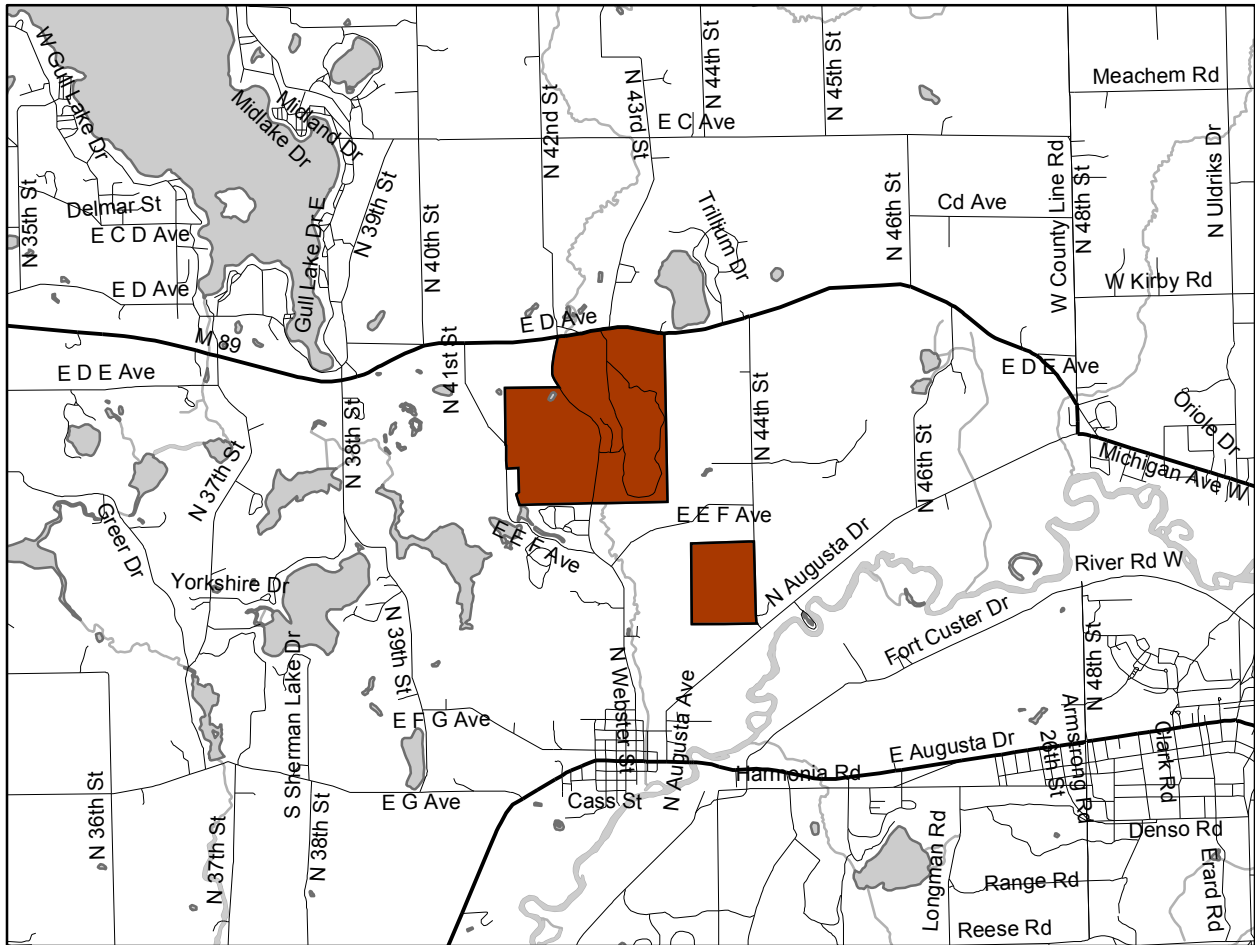 W Gull Lake Dr
Midlake Dr
Midland Dr
N 42nd St
N 43rd St
N 44th St
N 45th St
Meachem Rd
E C Ave
N 35th St
Delmar St
E C D Ave
E D Ave
Gull Lake Dr E
N 39th St
N 40th St
Trillium Dr
N 46th St
Cd Ave
W County Line Rd
N 48th St
N Uldriks Dr
W Kirby Rd
M 89
E D Ave
E D E Ave
N 41st St
N 38th St
N 44th St
E D E Ave
Oriole Dr
Michigan Ave W
N 37th St
N 46th St
Greer Dr
E E F Ave
E E F Ave
N Augusta Dr
River Rd W
Yorkshire Dr
N 39th St
Fort Custer Dr
S Sherman Lake Dr
N Webster St
N Augusta Ave
N 48th St
E F G Ave
E Augusta Dr
26th St
Armstrong Rd
Clark Rd
Harmonia Rd
E G Ave
Cass St
N 36th St
N 37th St
N 38th St
Longman Rd
Denso Rd
Range Rd
Erard Rd
Reese Rd